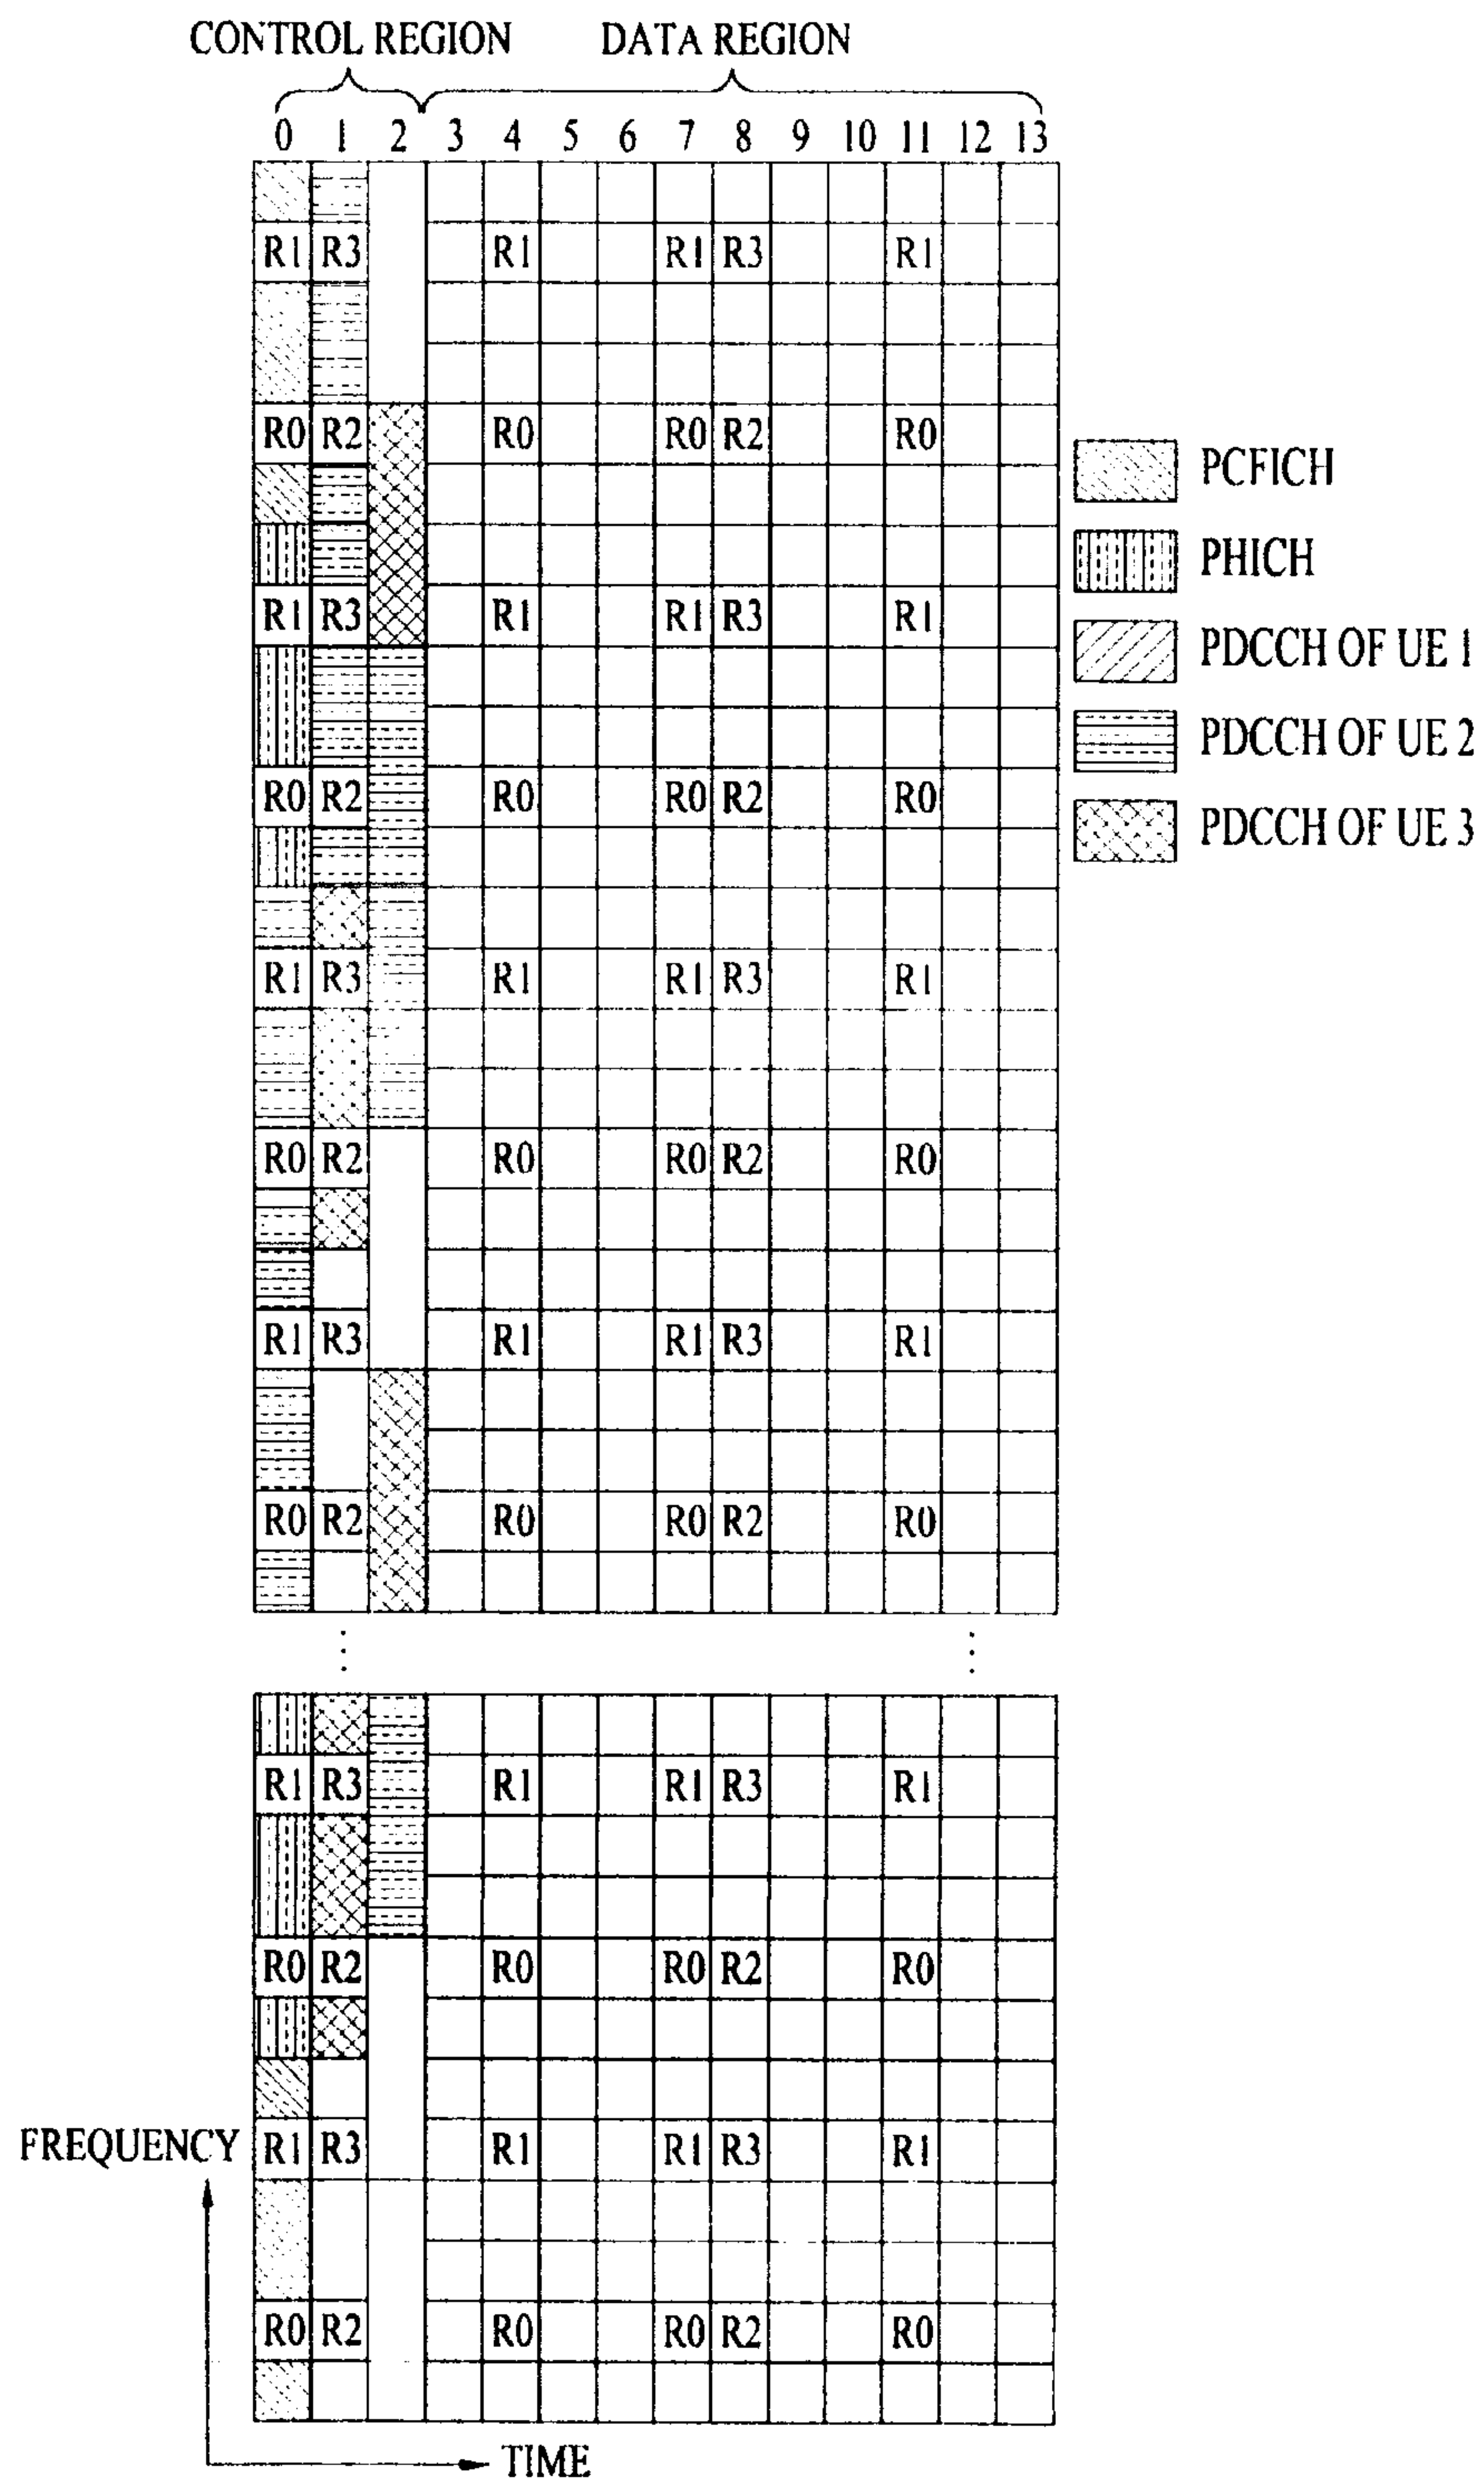 CONTROL REGION DATA REGION
0 1 2 3 4 5 6 7 8 9 10 11 12 13
R1 R3 R1 R1 R3 R1
R0 R2 R0 R0 R2 R0
R1 R3 R1 R1 R3 R1
R0 R2 R0 R0 R2 R0
R1 R3 R1 R1 R3 R1
R0 R2 R0 R0 R2 R0
R1 R3 R1 R1 R3 R1
R0 R2 R0 R0 R2 R0
PCFICH
PHICH
PDCCH OF UE 1
PDCCH OF UE 2
PDCCH OF UE 3
R1 R3 R1 R1 R3 R1
R0 R2 R0 R0 R2 R0
FREQUENCY R1 R3 R1 R1 R3 R1
R0 R2 R0 R0 R2 R0
TIME